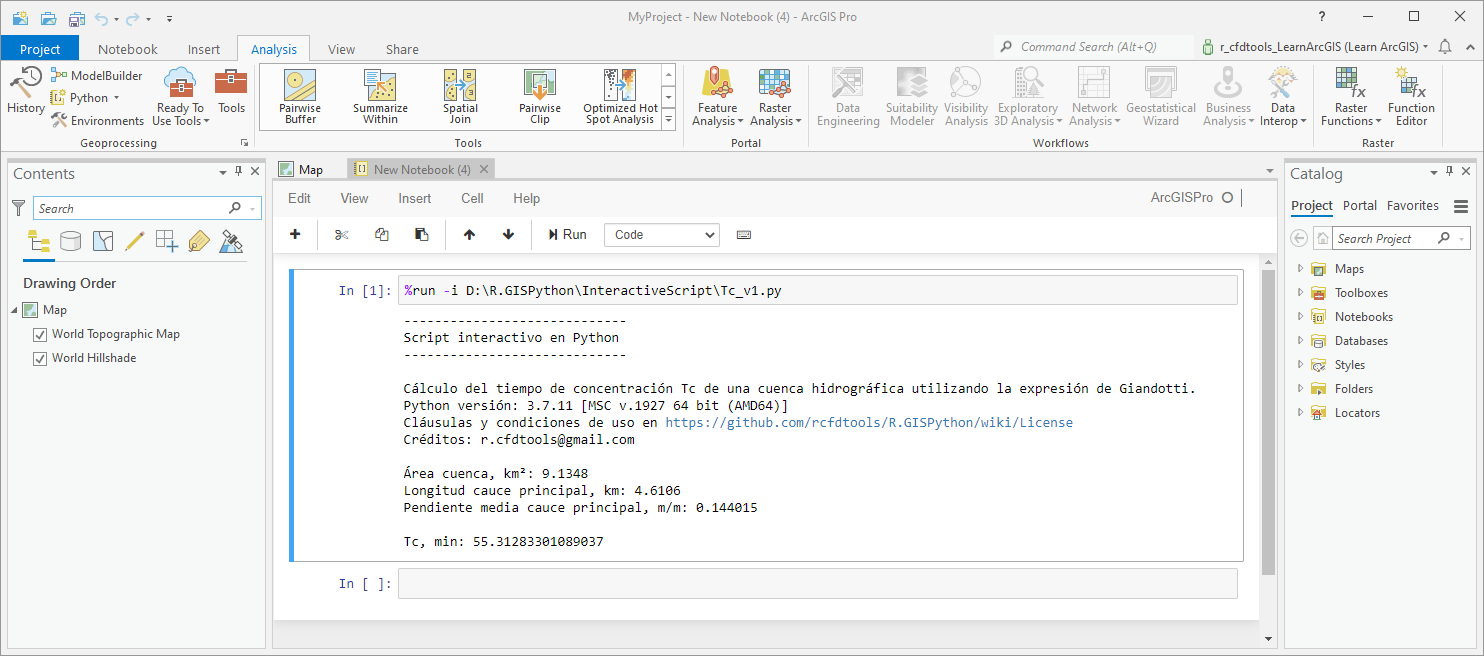 MyProject - New Notebook (4) - ArcGIS Pro
?
Project Notebook Insert Analysis View Share
Command Search (Alt+Q)
r_cfdtools_LearnArcGIS (Learn ArcGIS)
History
ModelBuilder
Python
Environments
Ready To
Use Tools
Tools
Geoprocessing
Pairwise
Buffer
Summarize
Within
Spatial
Join
Pairwise
Clip
Optimized Hot
Spot Analysis
Tools
Feature
Analysis
Raster
Analysis
Portal
Data
Engineering
Suitability
Modeler
Visibility
Analysis
Exploratory
3D Analysis
Network
Analysis
Geostatistical
Wizard
Business
Analysis
Data
Interop
Workflows
Raster
Functions
Function
Editor
Raster
Contents
Search
Drawing Order
Map
World Topographic Map
World Hillshade
Map
New Notebook (4)
Edit View Insert Cell Help
ArcGISPro
Run
Code
In [1]: %run -i D:\R.GISPython\InteractiveScript\Tc_v1.py
-----------------------------
Script interactivo en Python
-----------------------------
Cálculo del tiempo de concentración Tc de una cuenca hidrográfica utilizando la expresión de Giandotti.
Python versión: 3.7.11 [MSC v.1927 64 bit (AMD64)]
Cláusulas y condiciones de uso en https://github.com/rcfdtools/R.GISPython/wiki/License
Créditos: r.cfdtools@gmail.com
Área cuenca, km²: 9.1348
Longitud cauce principal, km: 4.6106
Pendiente media cauce principal, m/m: 0.144015
Tc, min: 55.31283301089037
In [ ]:
Catalog
Project Portal Favorites
Search Project
Maps
Toolboxes
Notebooks
Databases
Styles
Folders
Locators